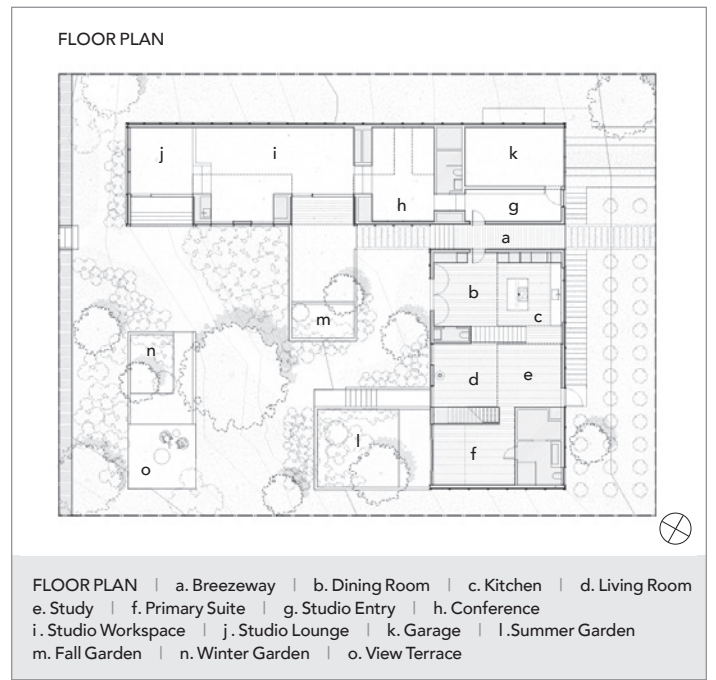 FLOOR PLAN
j
i
k
h
g
a
b
m
c
n
d
e
l
f
o
FLOOR PLAN | a. Breezeway | b. Dining Room | c. Kitchen | d. Living Room
e. Study | f. Primary Suite | g. Studio Entry | h. Conference
i . Studio Workspace | j . Studio Lounge | k. Garage | l .Summer Garden
m. Fall Garden | n. Winter Garden | o. View Terrace